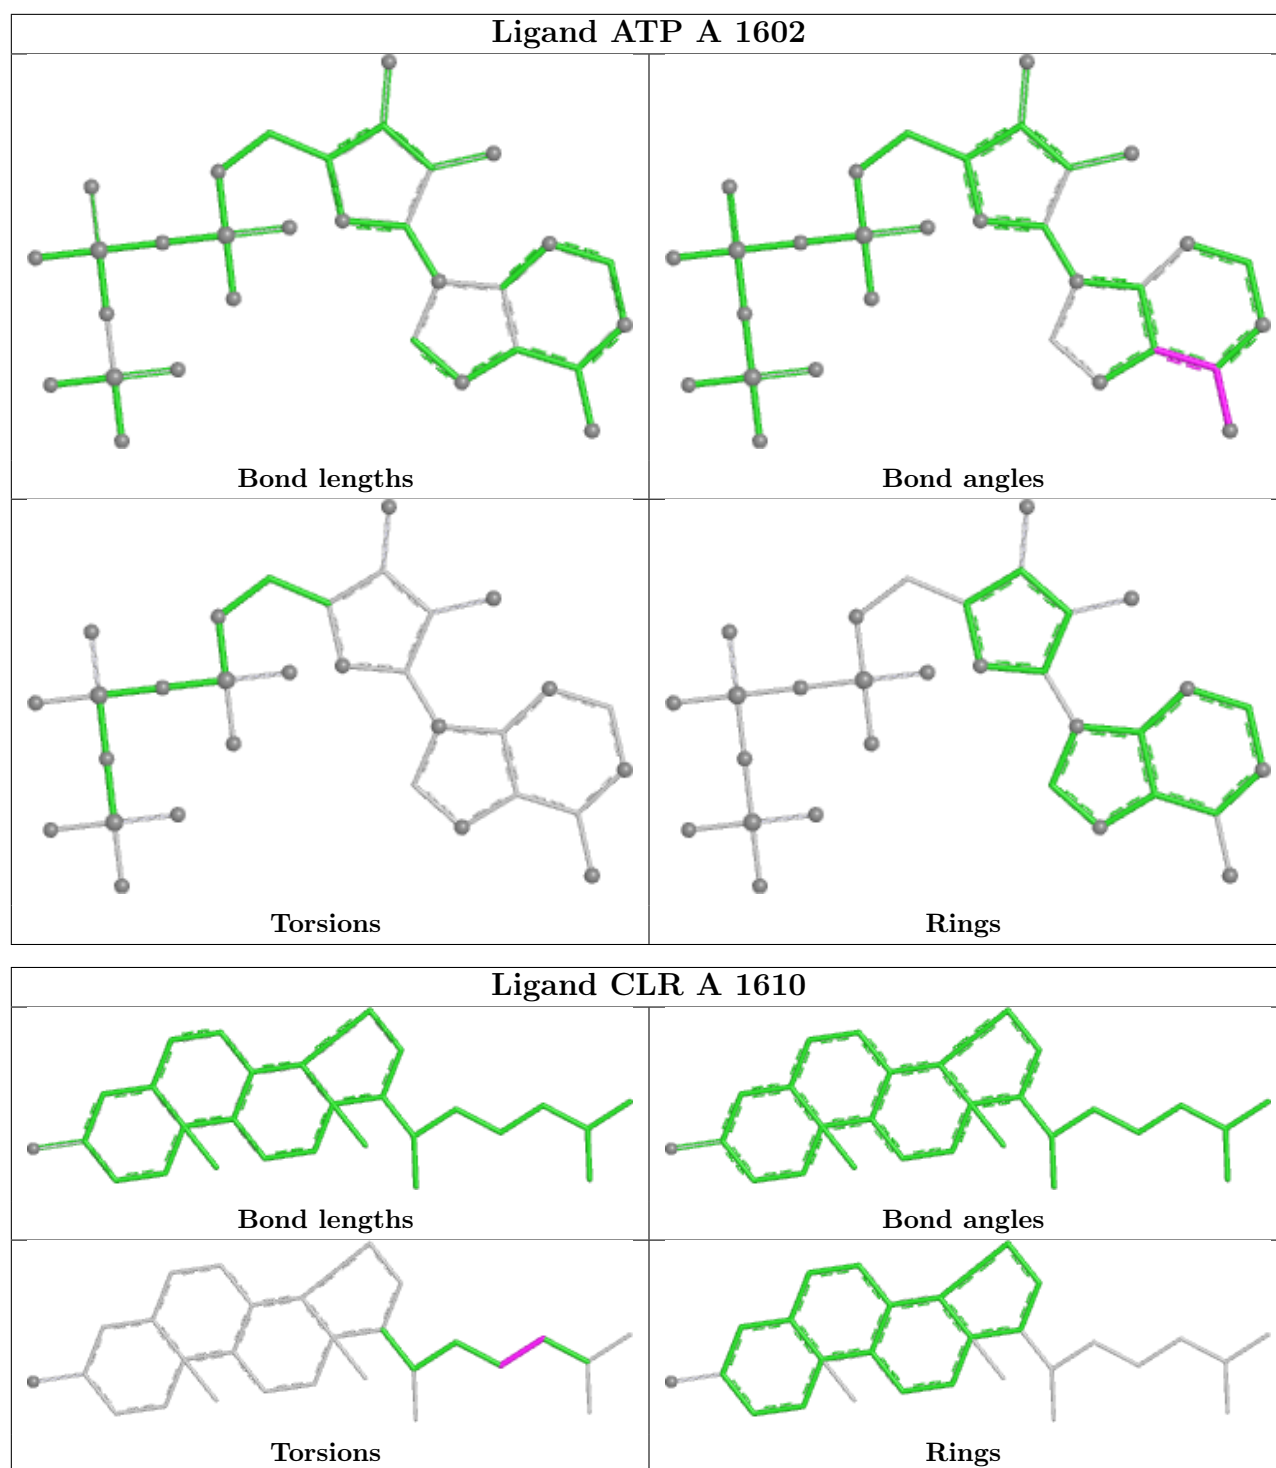 Ligand ATP A 1602
Bond lengths
Bond angles
Torsions
Rings
Ligand CLR A 1610
Bond lengths
Bond angles
Torsions
Rings